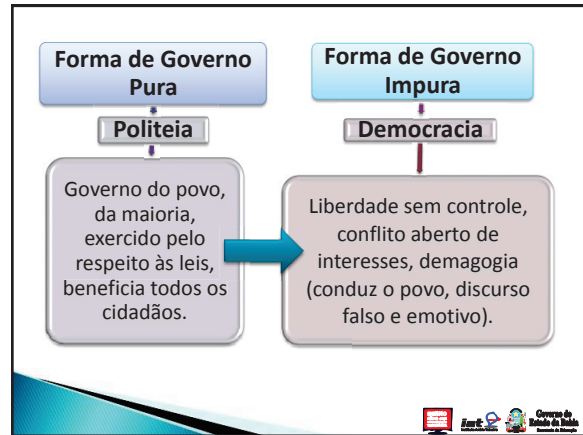 Forma de Governo
Pura
Politeia
Governo do povo,
da maioria,
exercido pelo
respeito às leis,
beneficia todos os
cidadãos.
Forma de Governo
Impura
Democracia
Liberdade sem controle,
conflito aberto de
interesses, demagogia
(conduz o povo, discurso
falso e emotivo).
Governo do
Estado da Bahia